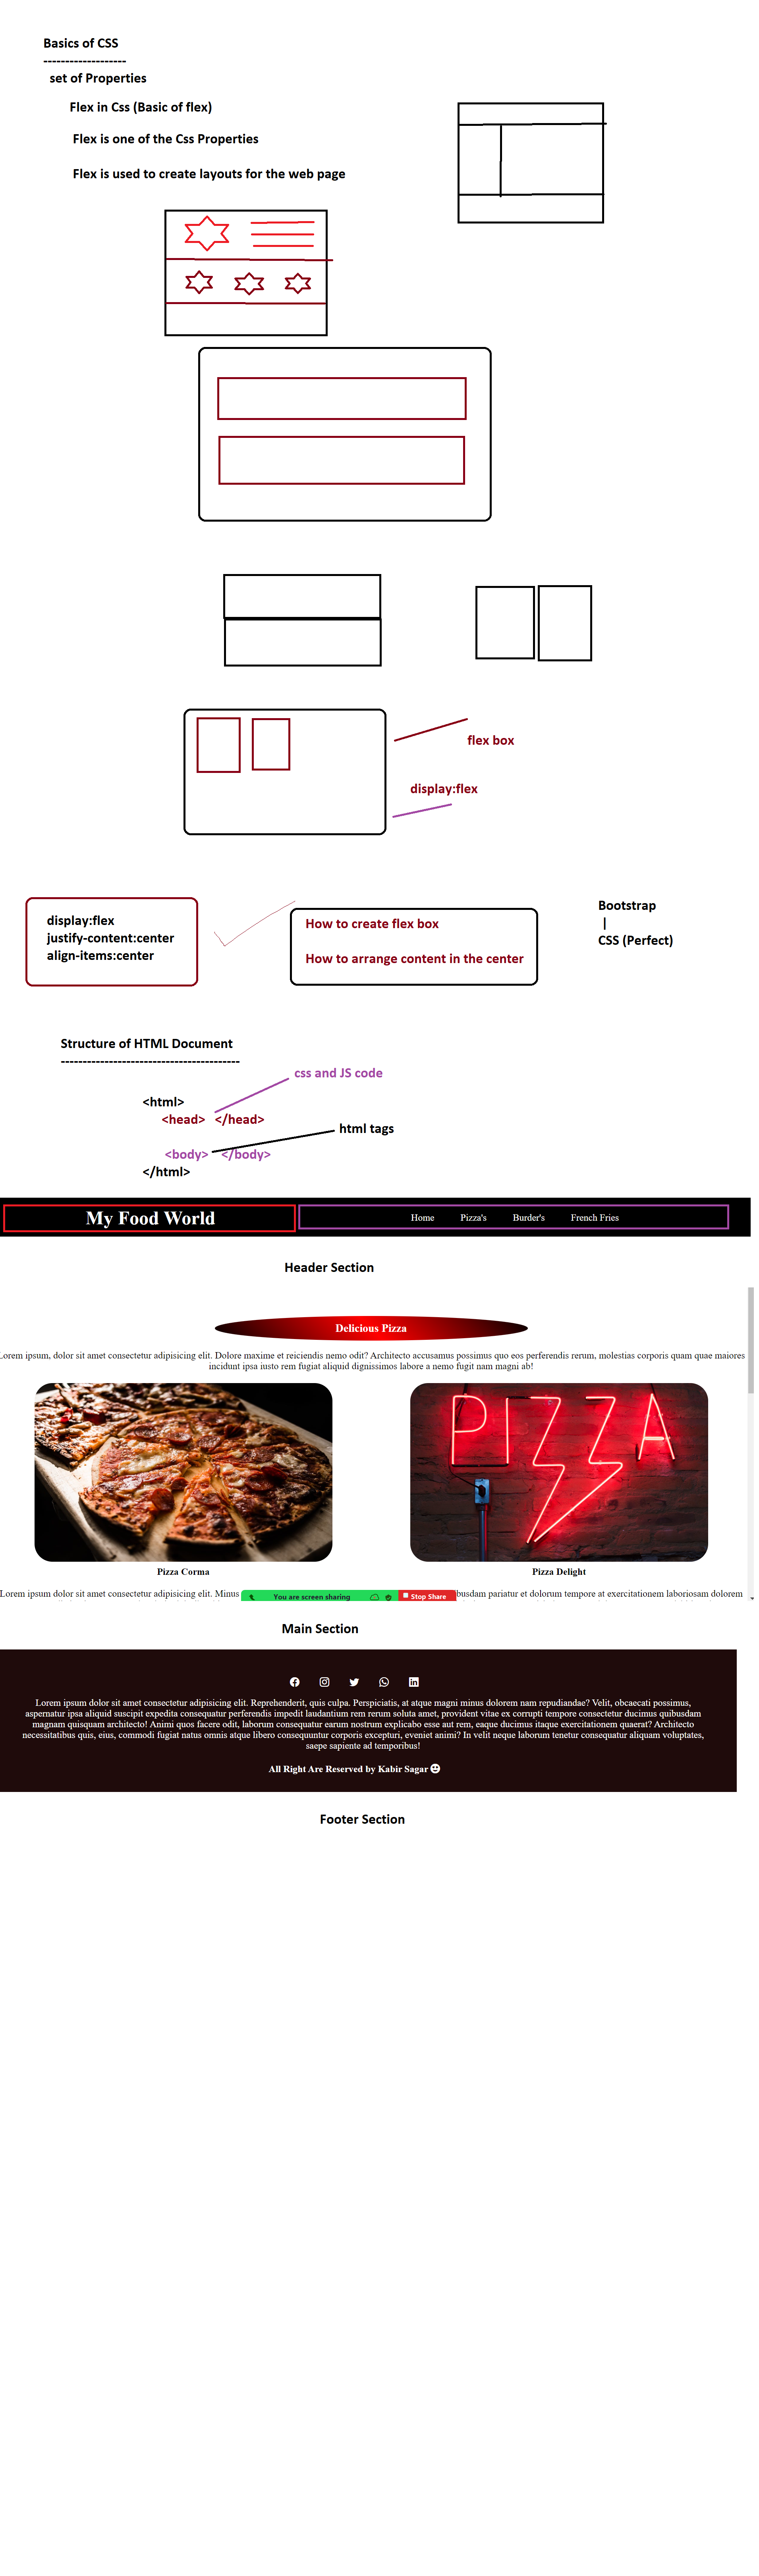 Basics of CSS
-------------------
set of Properties
Flex in Css (Basic of flex)
Flex is one of the Css Properties
Flex is used to create layouts for the web page
flex box
display:flex
display:flex
justify-content:center
align-items:center
How to create flex box
How to arrange content in the center
Bootstrap
|
CSS (Perfect)
Structure of HTML Document
-----------------------------------------
css and JS code
<html>
<head> </head>
html tags
<body> </body>
</html>
My Food World
Home Pizza's Burder's French Fries
Header Section
Delicious Pizza
Lorem ipsum, dolor sit amet consectetur adipisicing elit. Dolore maxime et reiciendis nemo odit? Architecto accusamus possimus quo eos perferendis rerum, molestias corporis quam quae maiores
incidunt ipsa iusto rem fugiat aliquid dignissimos labore a nemo fugit nam magni ab!
PIZZA
Pizza Corma
Pizza Delight
Lorem ipsum dolor sit amet consectetur adipisicing elit. Minus
You are screen sharing
Stop Share
busdam pariatur et dolorum tempore at exercitationem laboriosam dolorem
Main Section
Lorem ipsum dolor sit amet consectetur adipisicing elit. Reprehenderit, quis culpa. Perspiciatis, at atque magni minus dolorem nam repudiandae? Velit, obcaecati possimus,
aspernatur ipsa aliquid suscipit expedita consequatur perferendis impedit laudantium rem rerum soluta amet, provident vitae ex corrupti tempore consectetur ducimus quibusdam
magnam quisquam architecto! Animi quos facere odit, laborum consequatur earum nostrum explicabo esse aut rem, eaque ducimus itaque exercitationem quaerat? Architecto
necessitatibus quis, eius, commodi fugiat natus omnis atque libero consequuntur corporis excepturi, eveniet animi? In velit neque laborum tenetur consequatur aliquam voluptates,
saepe sapiente ad temporibus!
All Right Are Reserved by Kabir Sagar
Footer Section